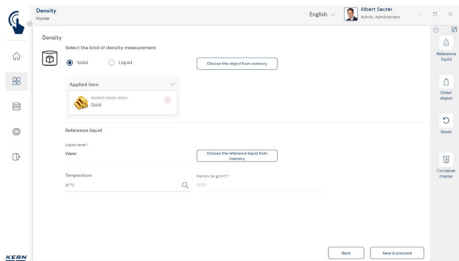 Density
Home
English
Albert Sauter
Admin, Administrator
Density
Select the kind of density measurement
Solid
Liquid
Choose the object from memory
Applied item
Applied master object
Gold
Reference liquid
Liquid name *
Water
Choose the reference liquid from
memory
Temperature
21 °C
Density (in g/cm³) *
Back
Save & proceed
Reference
liquid
Sinker
object
Reset
Container
master
KERN